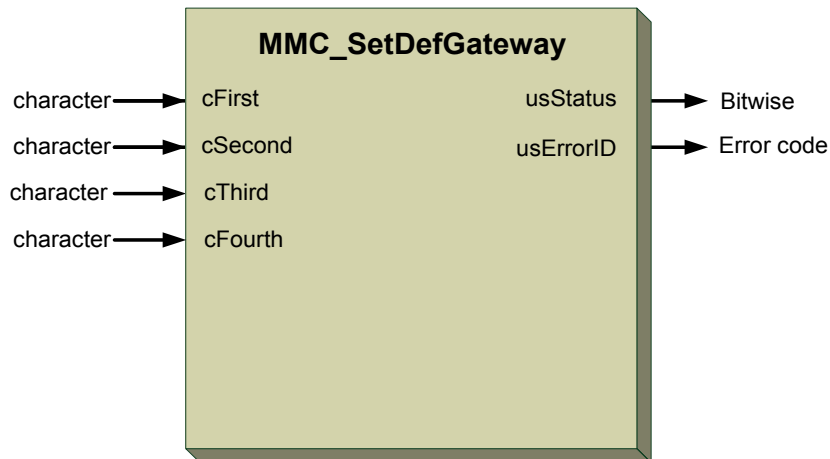 MMC_SetDefGateway
character cFirst usStatus Bitwise
character cSecond usErrorID Error code
character cThird
character cFourth